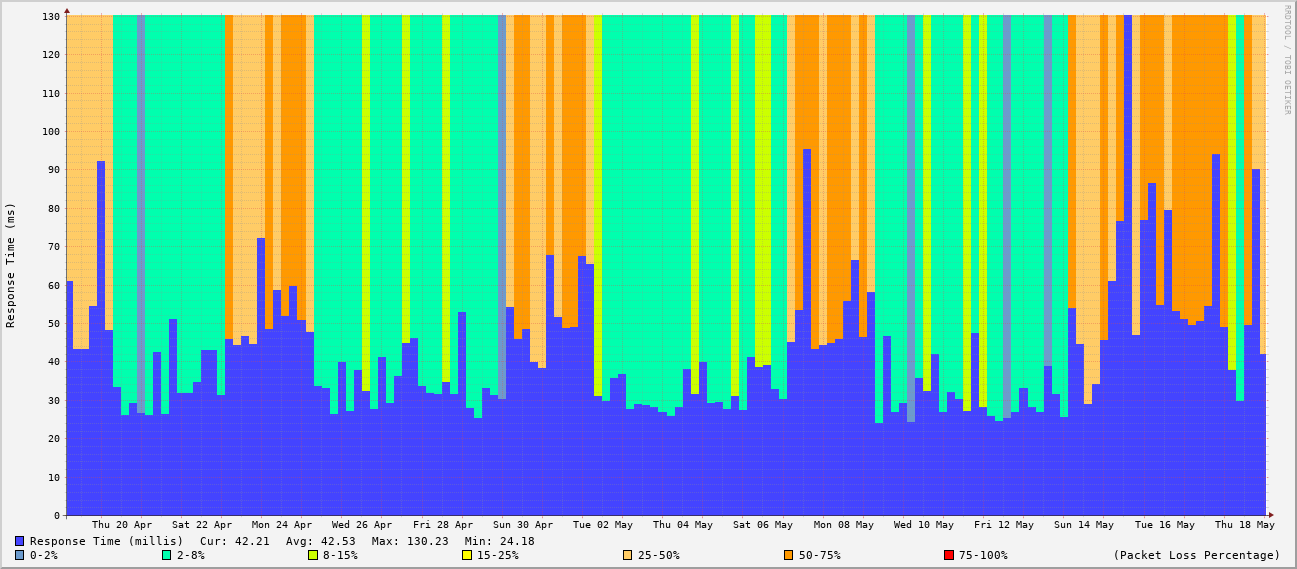 130
120
110
100
90
80
70
60
50
40
30
20
10
0
Response Time (ms)
RRDTOOL / TOBI OETIKER
Thu 20 Apr Sat 22 Apr Mon 24 Apr Wed 26 Apr Fri 28 Apr Sun 30 Apr Tue 02 May Thu 04 May Sat 06 May Mon 08 May Wed 10 May Fri 12 May Sun 14 May Tue 16 May Thu 18 May
Response Time (millis) Cur: 42.21 Avg: 42.53 Max: 130.23 Min: 24.18
0-2% 2-8% 8-15% 15-25% 25-50% 50-75% 75-100% (Packet Loss Percentage)